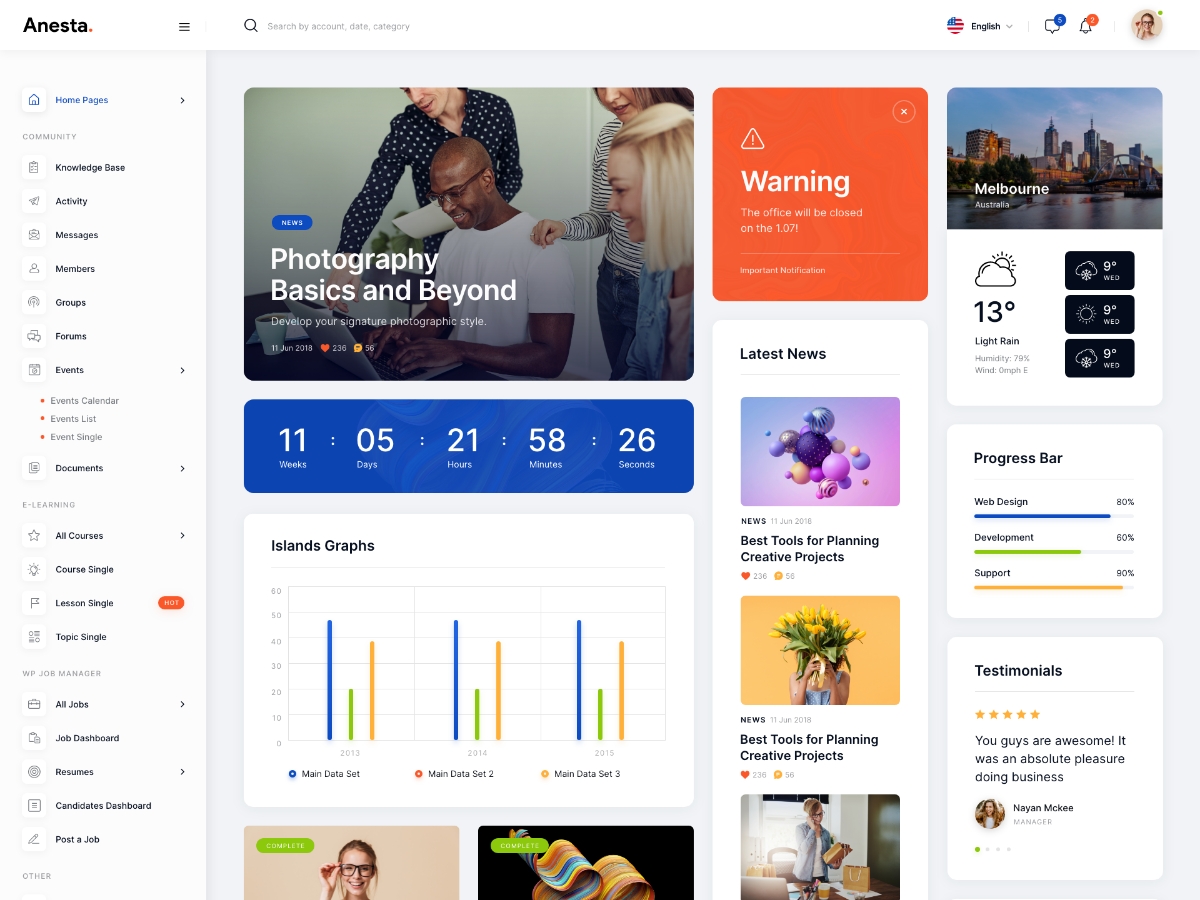 Anesta.
Search by account, date, category
English
5
2
Home Pages
COMMUNITY
Knowledge Base
Activity
Messages
Members
Groups
Forums
Events
Events Calendar
Events List
Event Single
Documents
E-LEARNING
All Courses
Course Single
Lesson Single
HOT
Topic Single
WP JOB MANAGER
All Jobs
Job Dashboard
Resumes
Candidates Dashboard
Post a Job
OTHER
NEWS
Photography
Basics and Beyond
Develop your signature photographic style.
11 Jun 2018 236 56
11 : 05 : 21 : 58 : 26
Weeks Days Hours Minutes Seconds
Islands Graphs
60
50
40
30
20
10
0
2013 2014 2015
Main Data Set Main Data Set 2 Main Data Set 3
COMPLETE
COMPLETE
Warning
The office will be closed
on the 1.07!
Important Notification
Latest News
NEWS 11 Jun 2018
Best Tools for Planning
Creative Projects
236 56
NEWS 11 Jun 2018
Best Tools for Planning
Creative Projects
236 56
Melbourne
Australia
13°
Light Rain
Humidity: 79%
Wind: 0mph E
9°
WED
9°
WED
9°
WED
Progress Bar
Web Design 80%
Development 60%
Support 90%
Testimonials
You guys are awesome! It
was an absolute pleasure
doing business
Nayan Mckee
MANAGER